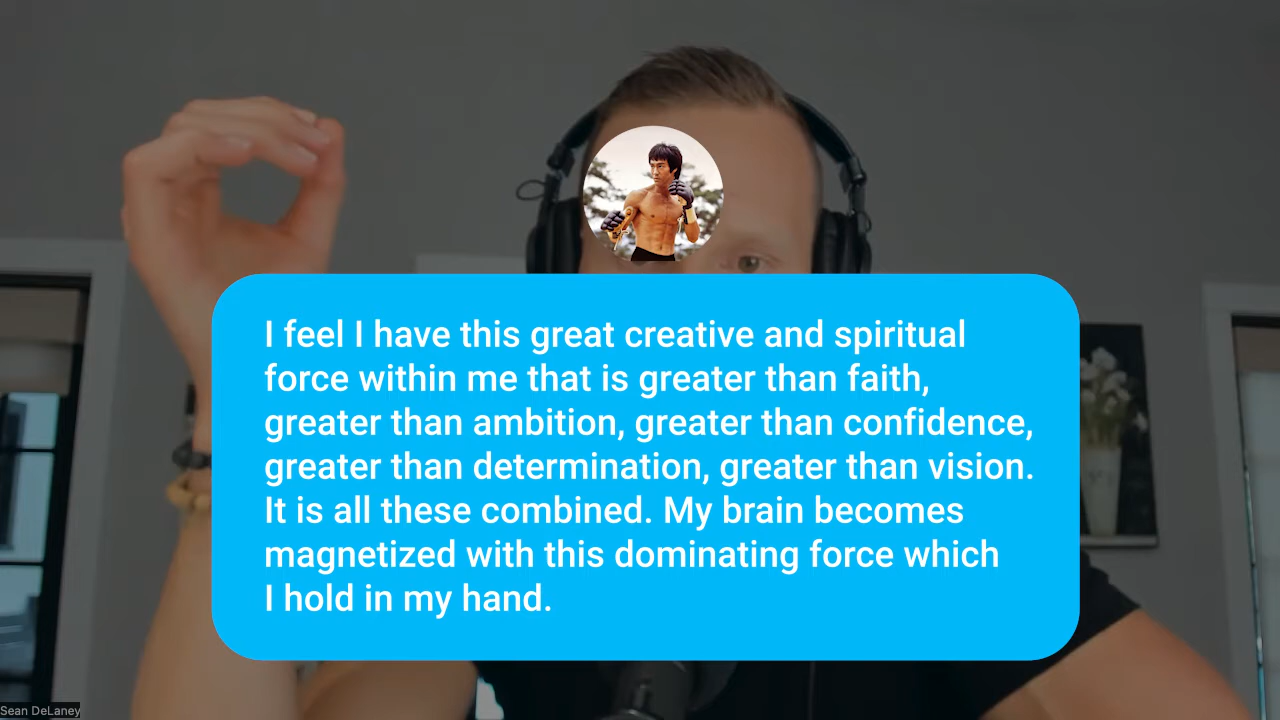 I feel I have this great creative and spiritual
force within me that is greater than faith,
greater than ambition, greater than confidence,
greater than determination, greater than vision.
It is all these combined. My brain becomes
magnetized with this dominating force which
I hold in my hand.
Sean DeLaney